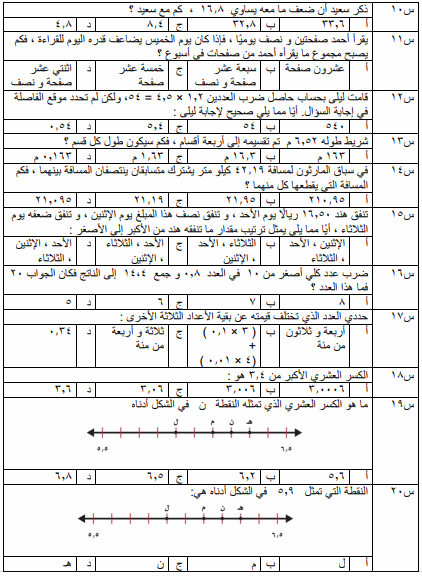 س١٠ ذكر سعيد أن ضعف ما معه يساوي ١٦,٨ ، كم مع سعيد ؟
أ ٣٣,٦ ب ٣٢,٨ ج ٨,٤ د ٤,٨
س١١ يقرأ أحمد صفحتين و نصف يوميًا ، فإذا كان يوم الخميس يضاعف قدره اليوم للقراءة ، فكم
يصبح مجموع ما يقرأه أحمد من صفحات في أسبوع ؟
أ عشرون صفحة ب سبعة عشر صفحة و نصف ج خمسة عشر صفحة د اثنتي عشر صفحة و نصف
س١٢ قامت ليلى بحساب حاصل ضرب العددين ١,٢ × ٤,٥ = ٥٤، ولكن لم تحدد موقع الفاصلة
في إجابة السؤال. أيًا مما يلي صحيح لإجابة ليلى :
أ ٥٤٠ ب ٥٤ ج ٥,٤ د ٠,٥٤
س١٣ شريط طوله ٦,٥٢ م تم تقسيمه إلى أربعة أقسام ، فكم سيكون طول كل قسم ؟
أ ١٦٣ م ب ١٦,٣ م ج ١,٦٣ م د ٠,١٦٣ م
س١٤ في سباق المارثون لمسافة ٤٢,١٩ كيلو متر يشترك متسابقان ينتصفان المسافة بينهما ، فكم
المسافة التي يقطعها كل منهما ؟
أ ٢١٠,٩٥ ب ٢١,٩٥ ج ٢١,١٩ د ٢١,٠٩٥
س١٥ تنفق هند ١٦,٥٠ ريالًا يوم الأحد ، و تنفق نصف هذا المبلغ يوم الإثنين ، و تنفق ضعفه يوم
الثلاثاء ، أيًا مما يلي يمثل ترتيب مقدار ما تنفقه هند من الأكبر إلى الأصغر :
أ الإثنين ، الأحد ، الثلاثاء ب الثلاثاء ، الأحد ، الإثنين ج الأحد ، الثلاثاء ، الإثنين د الأحد ، الإثنين ، الثلاثاء
س١٦ ضرب عدد كلي أصغر من ١٠ في العدد ٠,٨ و جمع ١٤,٤ إلى الناتج فكان الجواب ٢٠
فما هذا العدد ؟
أ ٨ ب ٧ ج ٦ د ٥
س١٧ حددي العدد الذي تختلف قيمته عن بقية الأعداد الثلاثة الأخرى :
أ أربعة و ثلاثون من مئة ب ( ٣ × ٠,١ ) + ( ٤ × ٠,٠١ ) ج ثلاثة و أربعة من مئة د ٠,٣٤
س١٨ الكسر العشري الأكبر من ٣,٤ هو :
أ ٣,٠٠٠٦ ب ٣,٠٠٦ ج ٣,٠٦ د ٣,٦
س١٩ ما هو الكسر العشري الذي تمثله النقطة ن في الشكل أدناه
ل م ن هـ
٥,٥ ٦,٥
أ ٥,٦ ب ٦,٢ ج ٦,٥ د ٦,٨
س٢٠ النقطة التي تمثل ٥,٩ في الشكل أدناه هي:
ل ن م هـ
٥,٥ ٦,٥
أ ل ب م ج ن د هـ